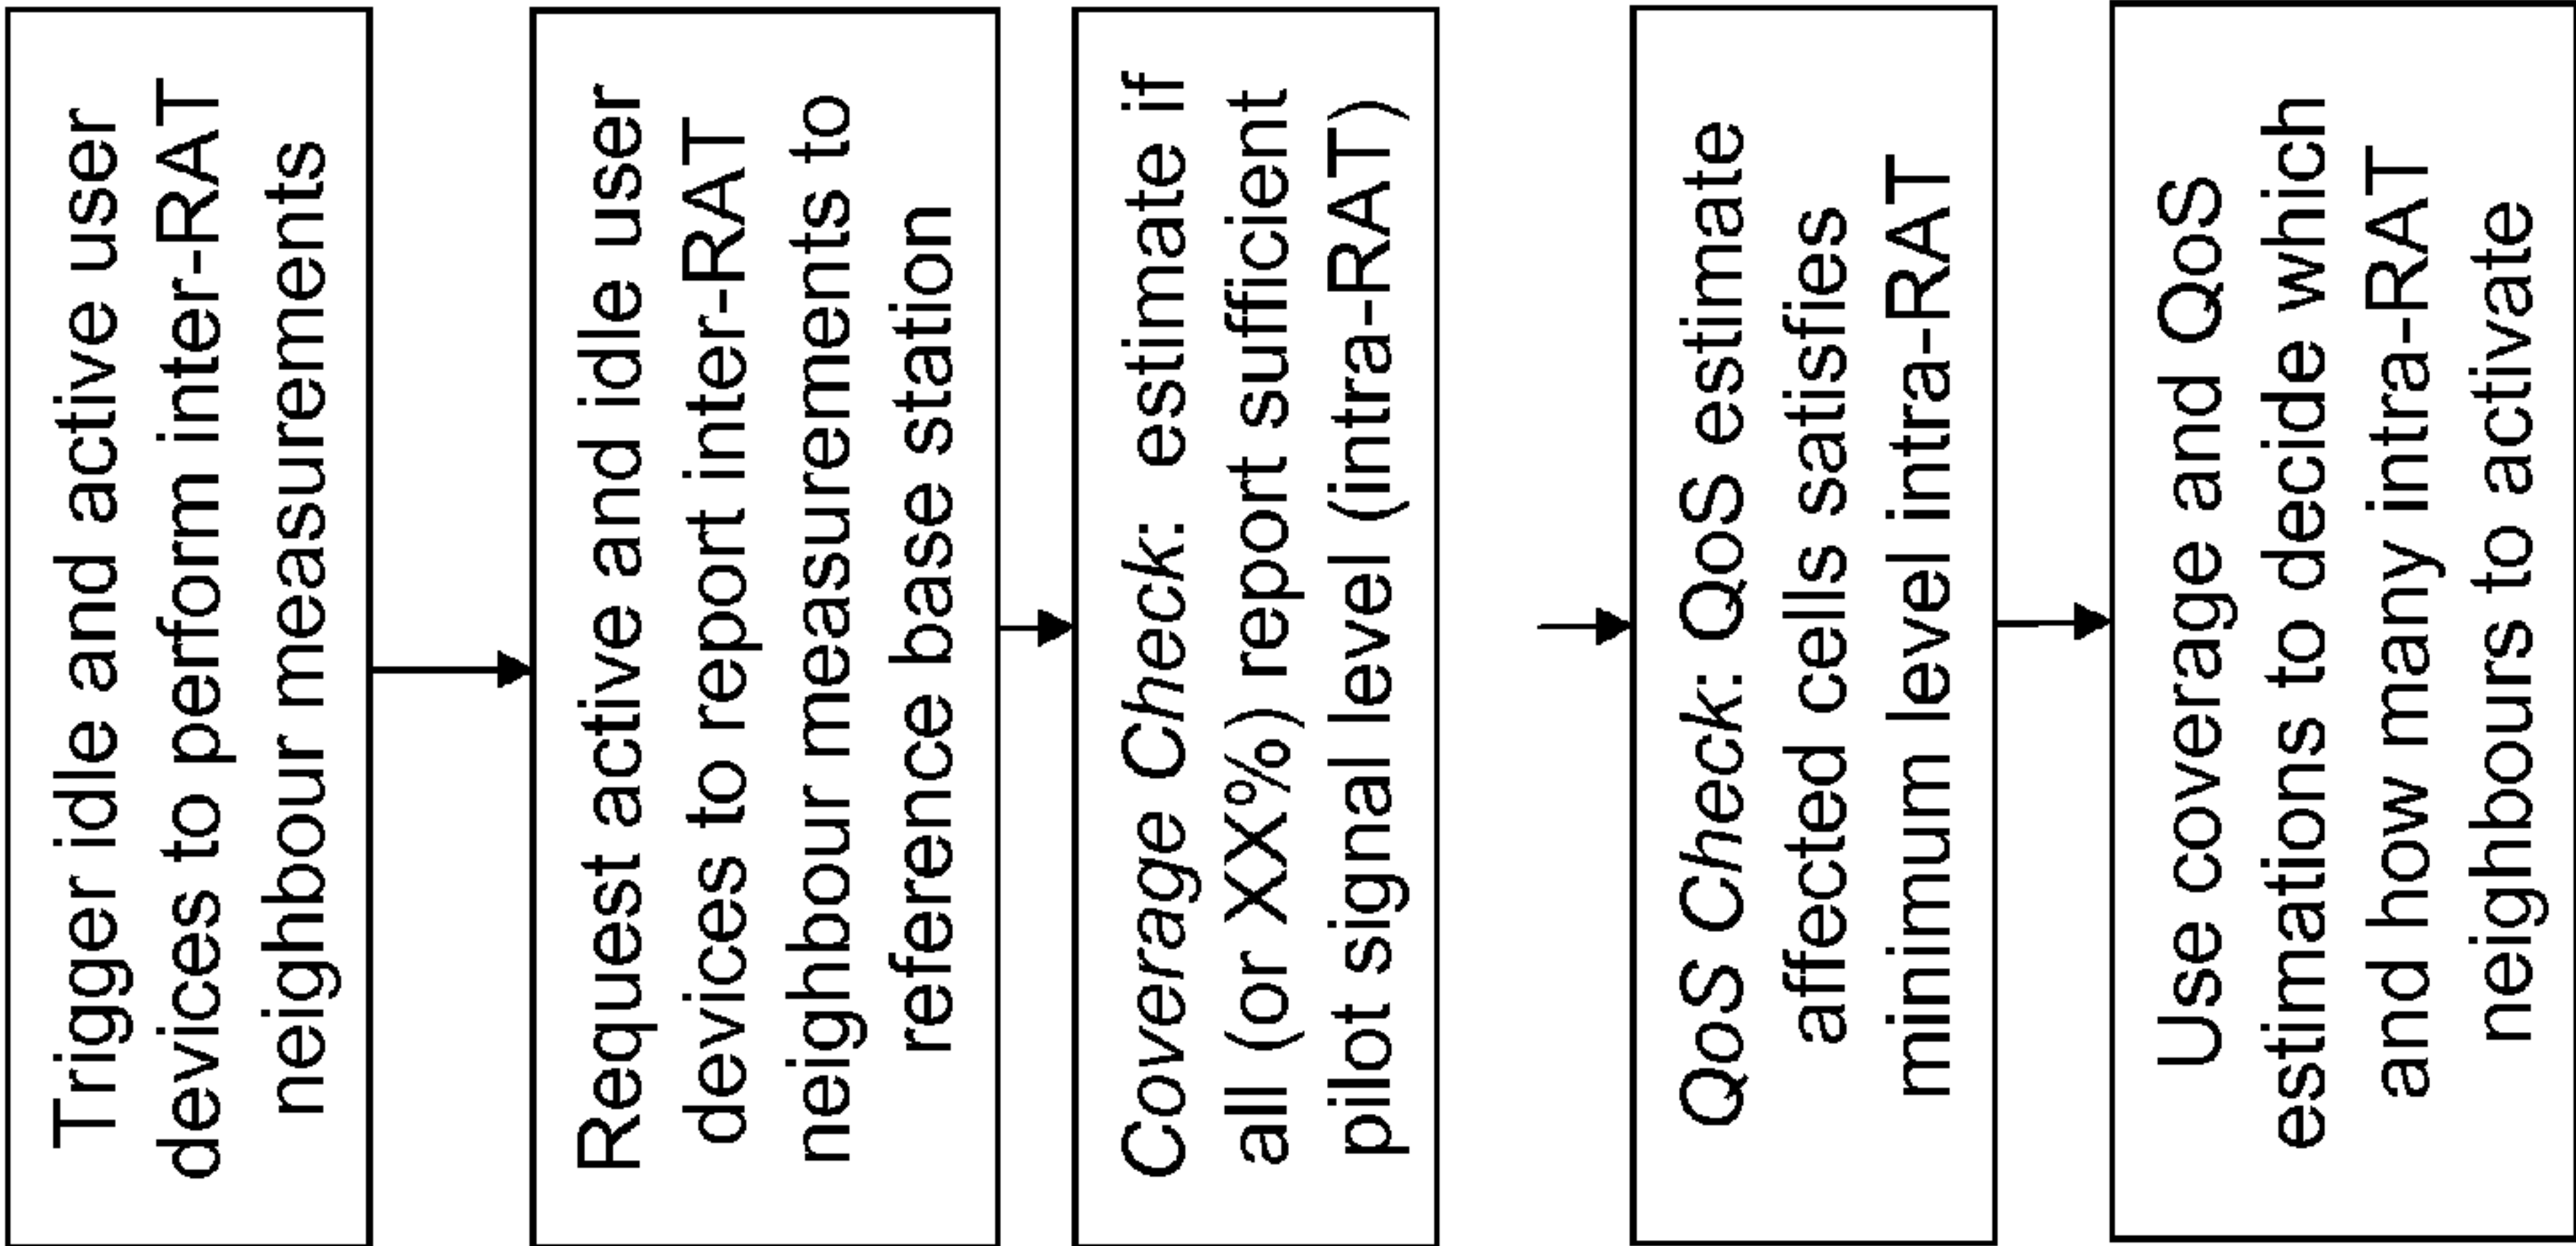 Trigger idle and active user
devices to perform inter-RAT
neighbour measurements
Request active and idle user
devices to report inter-RAT
neighbour measurements to
reference base station
Coverage Check: estimate if
all (or XX%) report sufficient
pilot signal level (intra-RAT)
QoS Check: QoS estimate
affected cells satisfies
minimum level intra-RAT
Use coverage and QoS
estimations to decide which
and how many intra-RAT
neighbours to activate